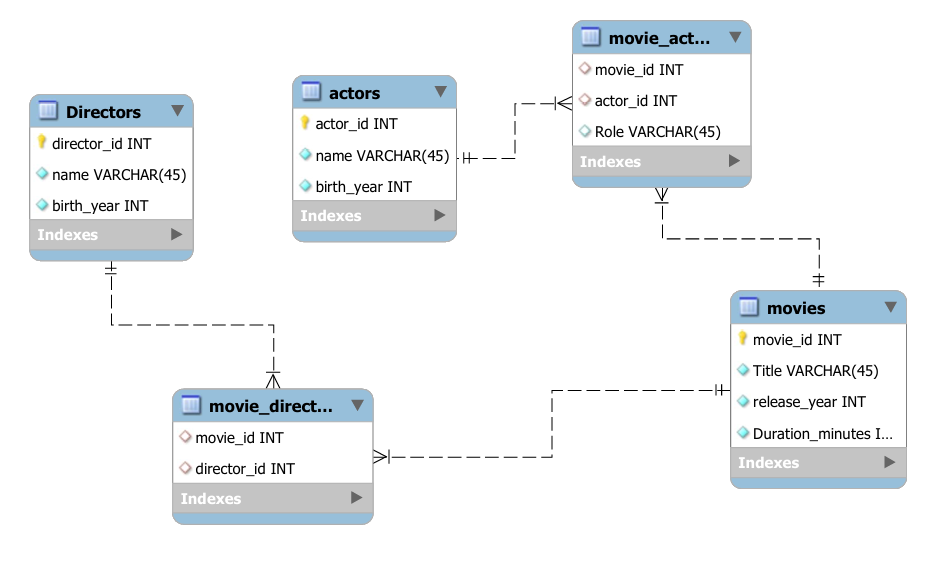 Directors
director_id INT
name VARCHAR(45)
birth_year INT
Indexes
actors
actor_id INT
name VARCHAR(45)
birth_year INT
Indexes
movie_act...
movie_id INT
actor_id INT
Role VARCHAR(45)
Indexes
movie_direct...
movie_id INT
director_id INT
Indexes
movies
movie_id INT
Title VARCHAR(45)
release_year INT
Duration_minutes I...
Indexes